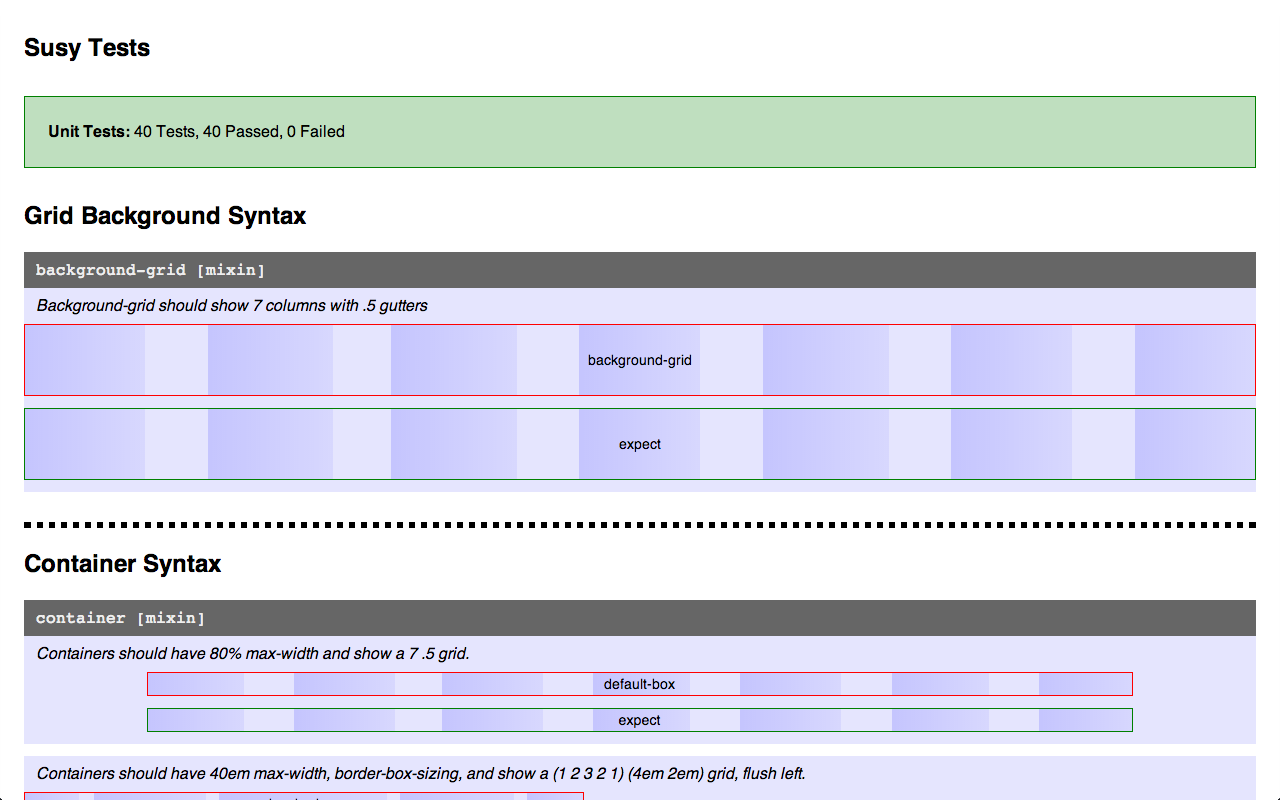 Susy Tests
Unit Tests: 40 Tests, 40 Passed, 0 Failed
Grid Background Syntax
background-grid [mixin]
Background-grid should show 7 columns with .5 gutters
background-grid
expect
Container Syntax
container [mixin]
Containers should have 80% max-width and show a 7 .5 grid.
default-box
expect
Containers should have 40em max-width, border-box-sizing, and show a (1 2 3 2 1) (4em 2em) grid, flush left.